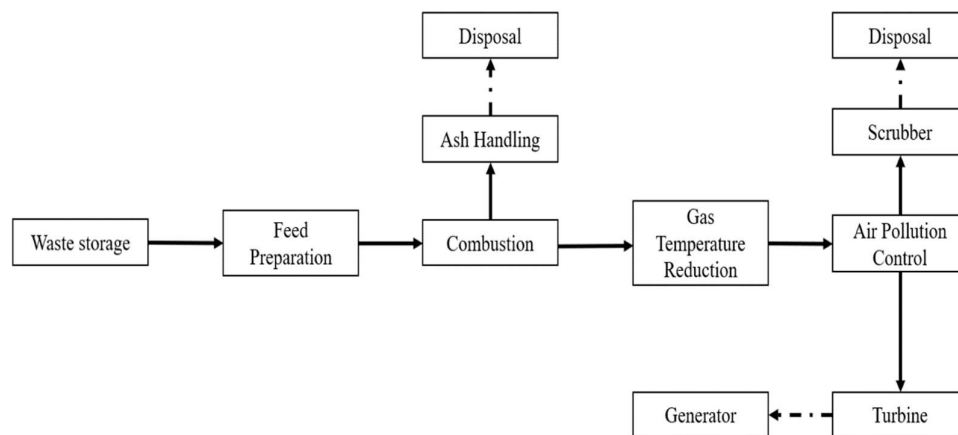 Disposal
Disposal
Ash Handling
Scrubber
Waste storage
Feed
Preparation
Combustion
Gas
Temperature
Reduction
Air Pollution
Control
Generator
Turbine